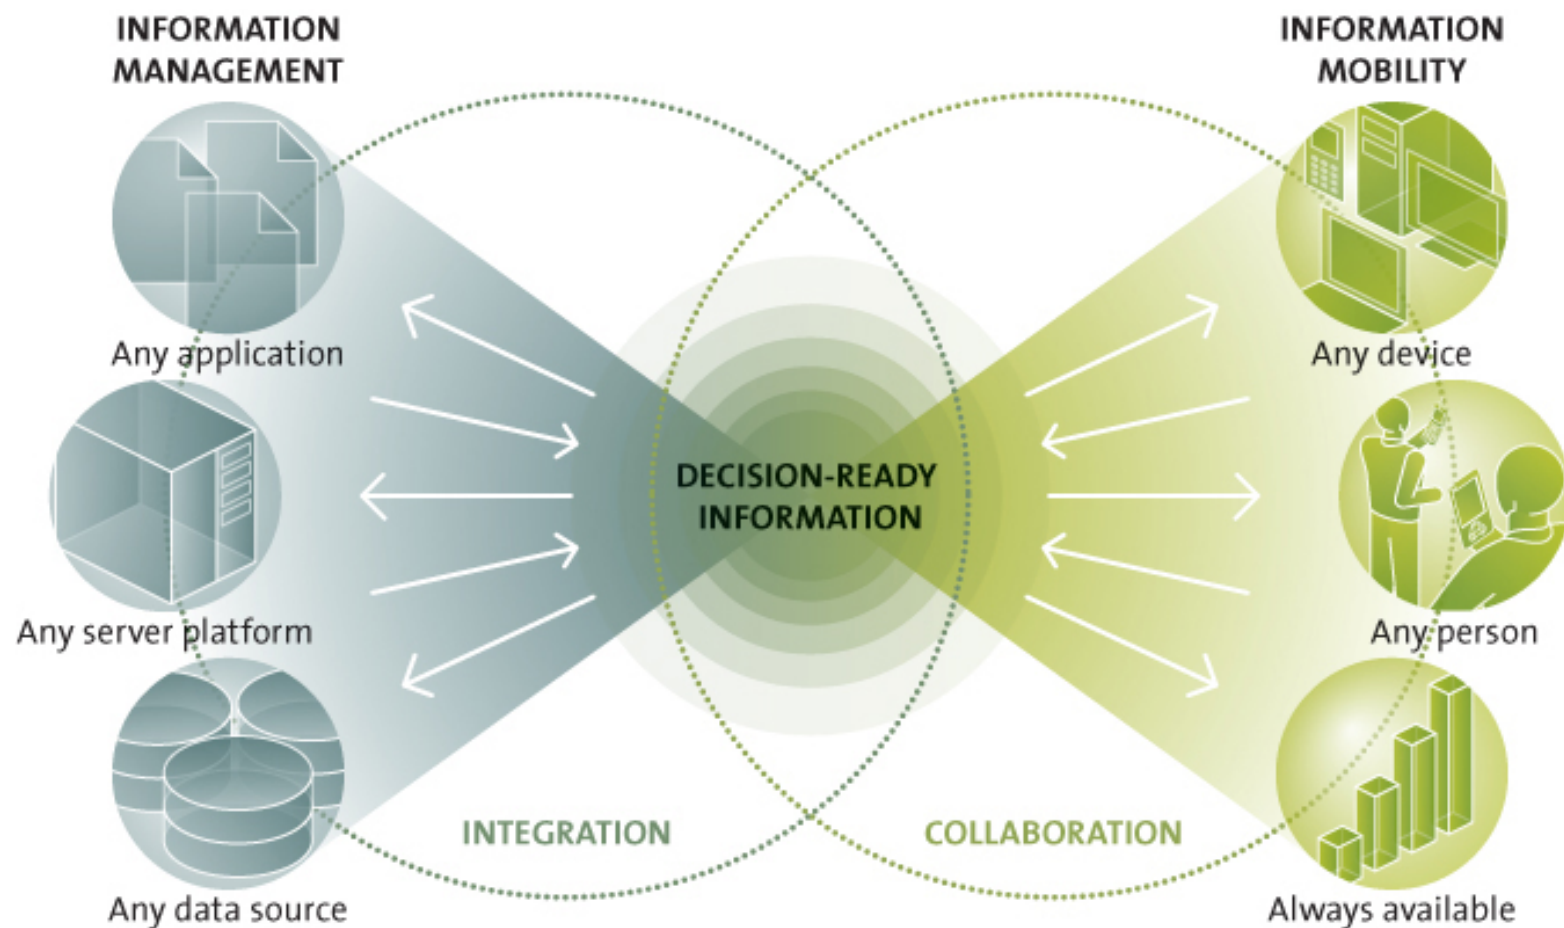 INFORMATION
MANAGEMENT
INFORMATION
MOBILITY
Any application
Any device
DECISION-READY
INFORMATION
Any server platform
Any person
INTEGRATION
COLLABORATION
Any data source
Always available